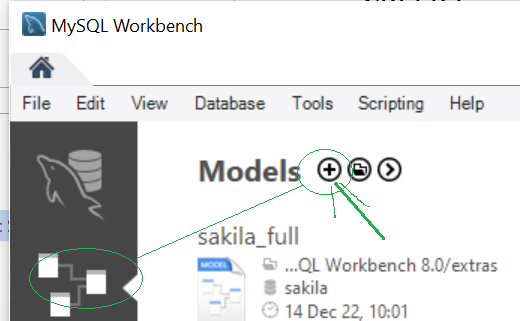 MySQL Workbench
File Edit View Database Tools Scripting Help
Models
sakila_full
MODEL
...QL Workbench 8.0/extras
sakila
14 Dec 22, 10:01